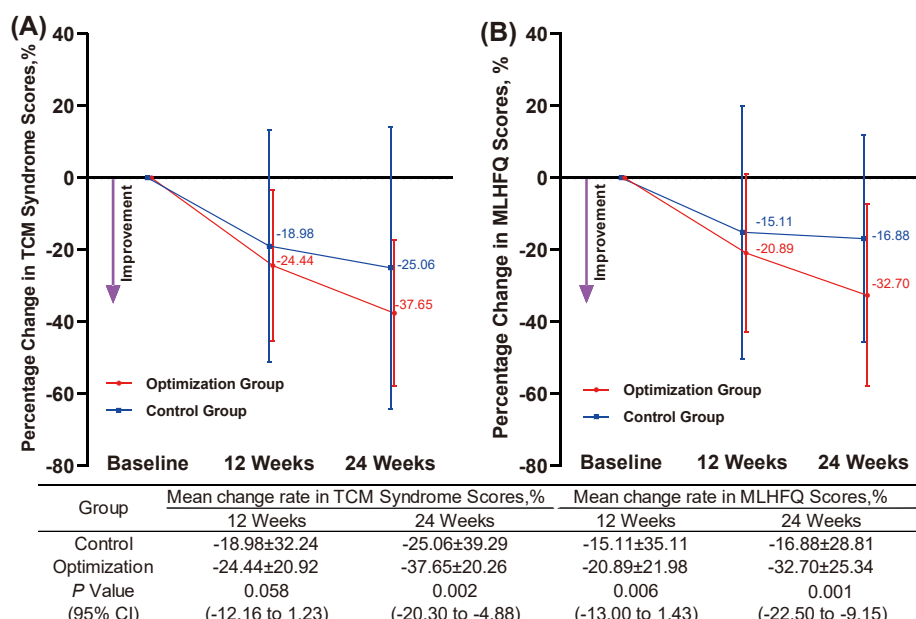 (A)
Percentage Change in TCM Syndrome Scores,%
40
20
0
-20
-40
-60
-80
Improvement
-18.98
-24.44
-25.06
-37.65
Optimization Group
Control Group
Baseline 12 Weeks 24 Weeks
(B)
Percentage Change in MLHFQ Scores, %
40
20
0
-20
-40
-60
-80
Improvement
-15.11
-20.89
-16.88
-32.70
Optimization Group
Control Group
Baseline 12 Weeks 24 Weeks
Group Mean change rate in TCM Syndrome Scores,% Mean change rate in MLHFQ Scores,%
12 Weeks 24 Weeks 12 Weeks 24 Weeks
Control -18.98±32.24 -25.06±39.29 -15.11±35.11 -16.88±28.81
Optimization -24.44±20.92 -37.65±20.26 -20.89±21.98 -32.70±25.34
P Value 0.058 0.002 0.006 0.001
(95% CI) (-12.16 to 1.23) (-20.30 to -4.88) (-13.00 to 1.43) (-22.50 to -9.15)